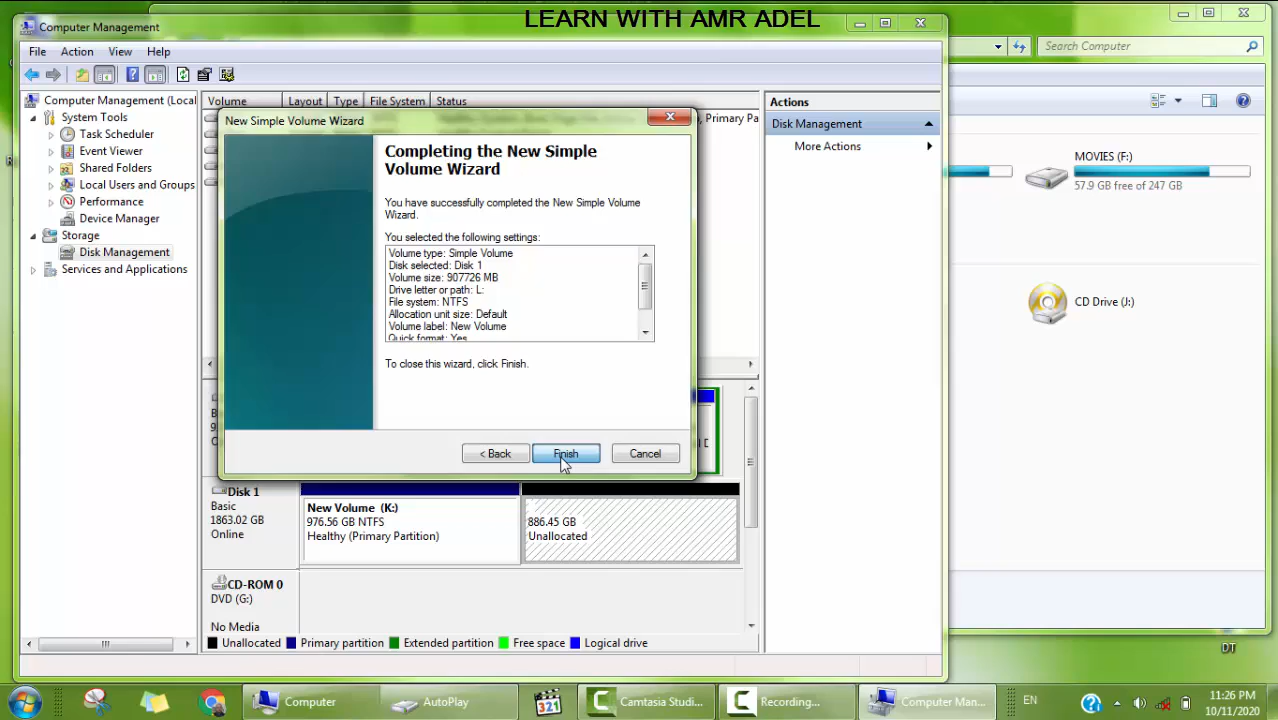 LEARN WITH AMR ADEL
Computer Management
File Action View Help
Search Computer
Computer Management (Local
System Tools
Task Scheduler
Event Viewer
Shared Folders
Local Users and Groups
Performance
Device Manager
Storage
Disk Management
Services and Applications
Volume Layout Type File System Status
, Primary Pa
New Simple Volume Wizard
Completing the New Simple
Volume Wizard
You have successfully completed the New Simple Volume
Wizard.
You selected the following settings:
Volume type: Simple Volume
Disk selected: Disk 1
Volume size: 907726 MB
Drive letter or path: L:
File system: NTFS
Allocation unit size: Default
Volume label: New Volume
Quick format: Yes
To close this wizard, click Finish.
< Back Finish Cancel
Actions
Disk Management
More Actions
MOVIES (F:)
57.9 GB free of 247 GB
CD Drive (J:)
Disk 1
Basic
1863.02 GB
Online
New Volume (K:)
976.56 GB NTFS
Healthy (Primary Partition)
886.45 GB
Unallocated
CD-ROM 0
DVD (G:)
No Media
Unallocated Primary partition Extended partition Free space Logical drive
DT
Computer
AutoPlay
321
Camtasia Studi...
Recording...
Computer Man...
EN
11:26 PM
10/11/2020